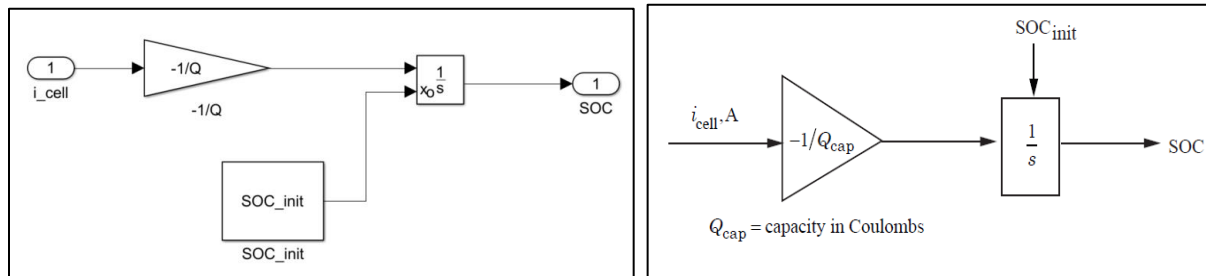 1
i_cell
-1/Q
-1/Q
SOC_init
SOC_init
xo 1/s
1
SOC
SOCinit
icell,A
−1/Qcap
1/s
SOC
Qcap = capacity in Coulombs